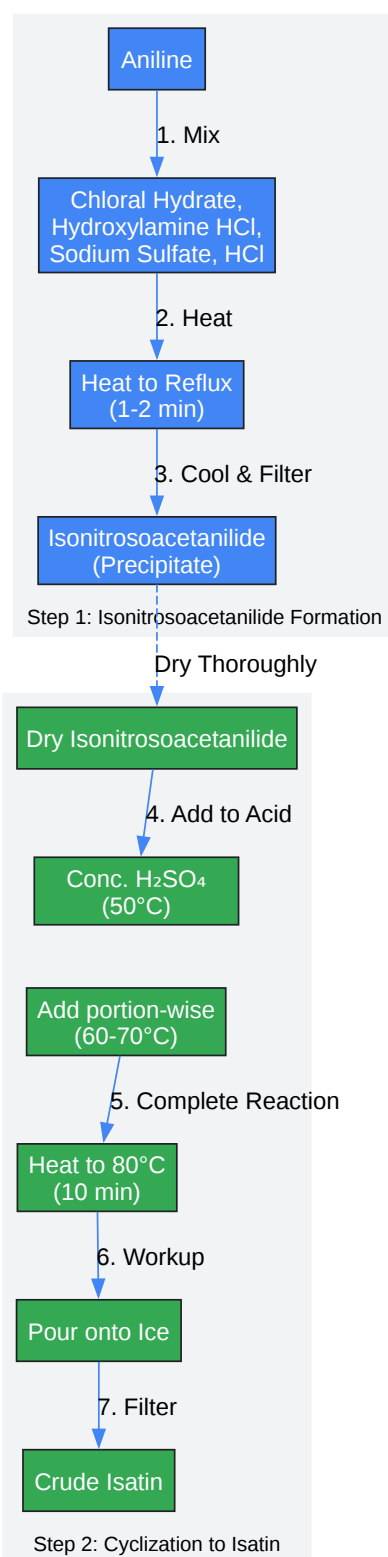 Aniline
1. Mix
Chloral Hydrate,
Hydroxylamine HCl,
Sodium Sulfate, HCl
2. Heat
Heat to Reflux
(1-2 min)
3. Cool & Filter
Isonitrosoacetanilide
(Precipitate)
Step 1: Isonitrosoacetanilide Formation
Dry Thoroughly
Dry Isonitrosoacetanilide
4. Add to Acid
Conc. H₂SO₄
(50°C)
Add portion-wise
(60-70°C)
5. Complete Reaction
Heat to 80°C
(10 min)
6. Workup
Pour onto Ice
7. Filter
Crude Isatin
Step 2: Cyclization to Isatin